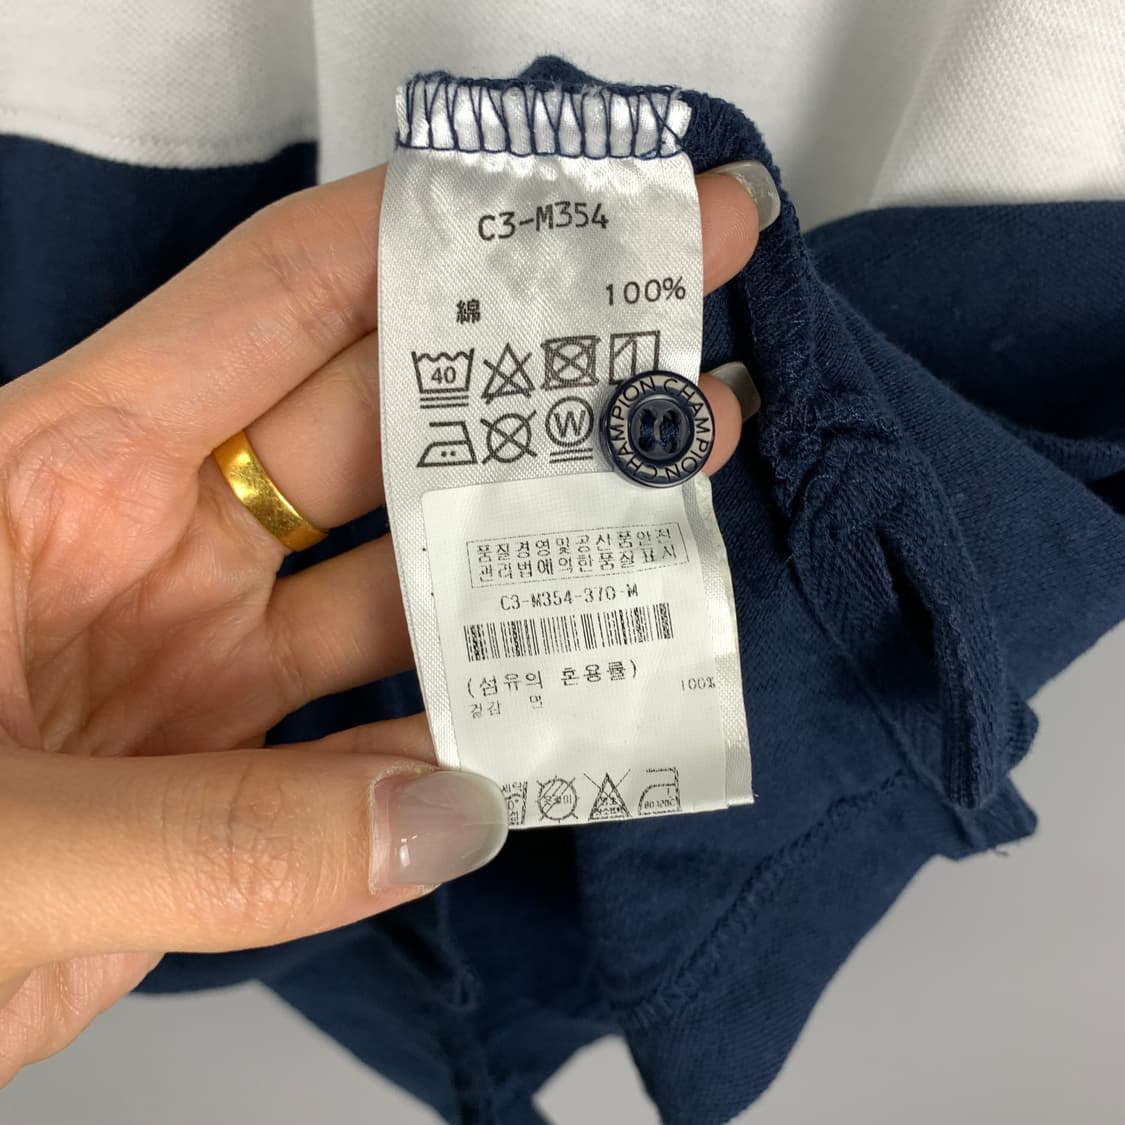 C3-M354
綿 100%
40
W
CHAMPION CHAMPION CHAMPION
품질경영및공산품안전
관리법에의한품질표시
C3-M354-370-M
(섬유의 혼용률)
겉감 면 100%